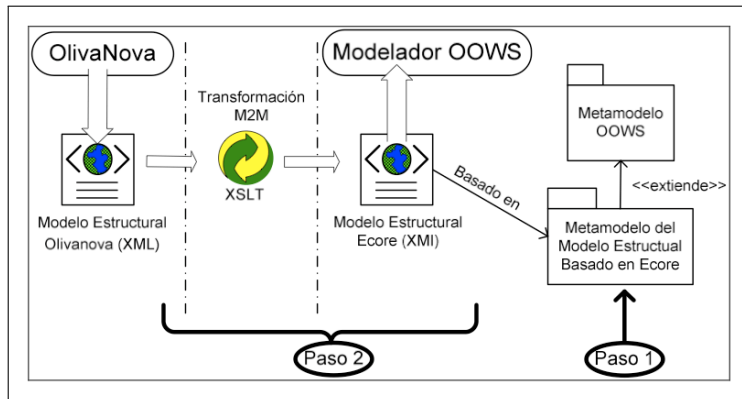 OlivaNova
Modelador OOWS
Transformación
M2M
XSLT
Modelo Estructural
Olivanova (XML)
Modelo Estructural
Ecore (XMI)
Basado en
Metamodelo
OOWS
<<extiende>>
Metamodelo del
Modelo Estructual
Basado en Ecore
Paso 2
Paso 1